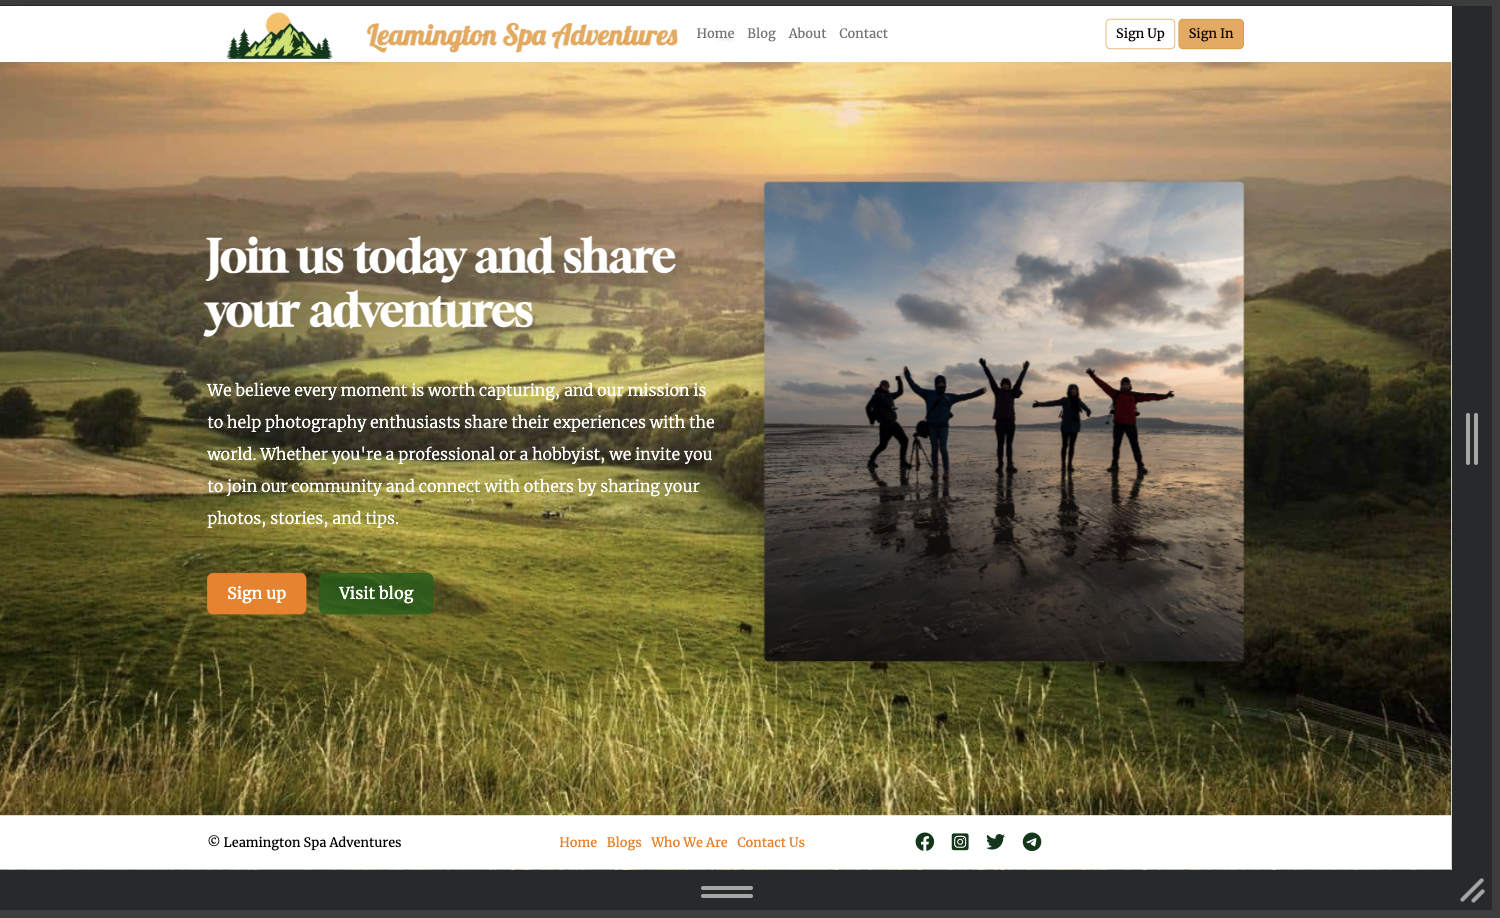 Leamington Spa Adventures
Home Blog About Contact
Sign Up Sign In
Join us today and share
your adventures
We believe every moment is worth capturing, and our mission is
to help photography enthusiasts share their experiences with the
world. Whether you're a professional or a hobbyist, we invite you
to join our community and connect with others by sharing your
photos, stories, and tips.
Sign up Visit blog
© Leamington Spa Adventures
Home Blogs Who We Are Contact Us